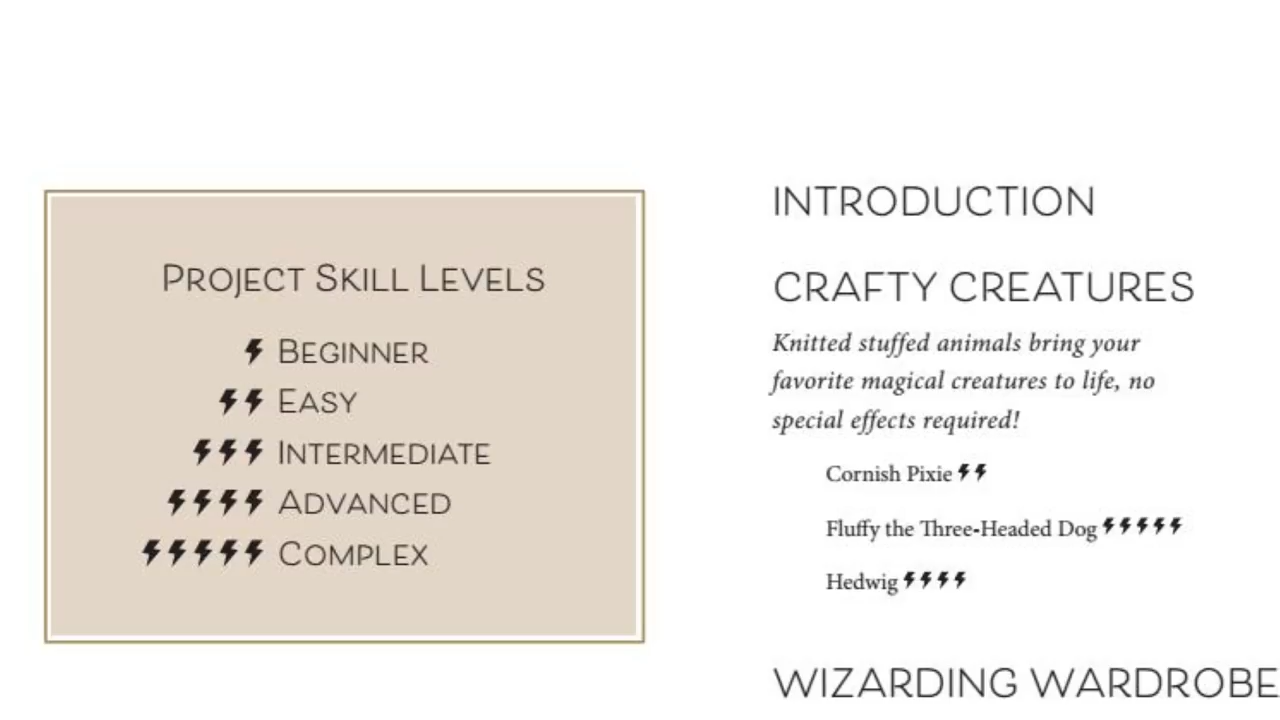 Project Skill Levels
Beginner
Easy
Intermediate
Advanced
Complex
INTRODUCTION
CRAFTY CREATURES
Knitted stuffed animals bring your
favorite magical creatures to life, no
special effects required!
Cornish Pixie
Fluffy the Three-Headed Dog
Hedwig
WIZARDING WARDROBE